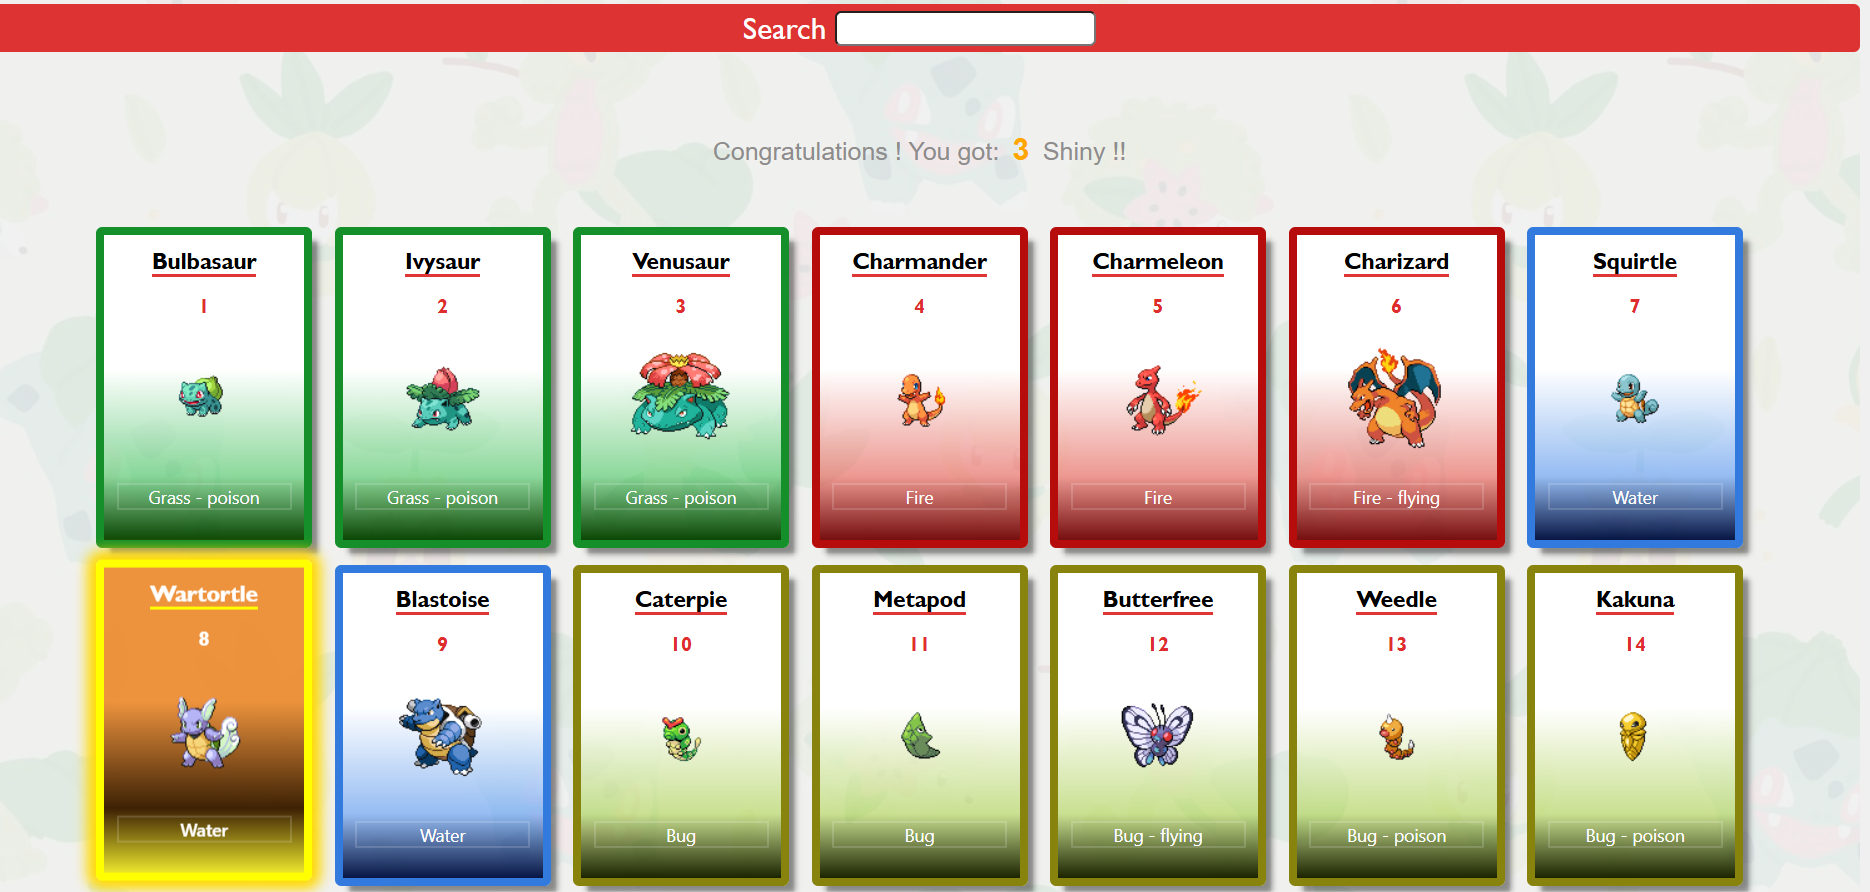 Search
Congratulations ! You got: 3 Shiny !!
Bulbasaur
1
Grass - poison
Ivysaur
2
Grass - poison
Venusaur
3
Grass - poison
Charmander
4
Fire
Charmeleon
5
Fire
Charizard
6
Fire - flying
Squirtle
7
Water
Wartortle
8
Water
Blastoise
9
Water
Caterpie
10
Bug
Metapod
11
Bug
Butterfree
12
Bug - flying
Weedle
13
Bug - poison
Kakuna
14
Bug - poison